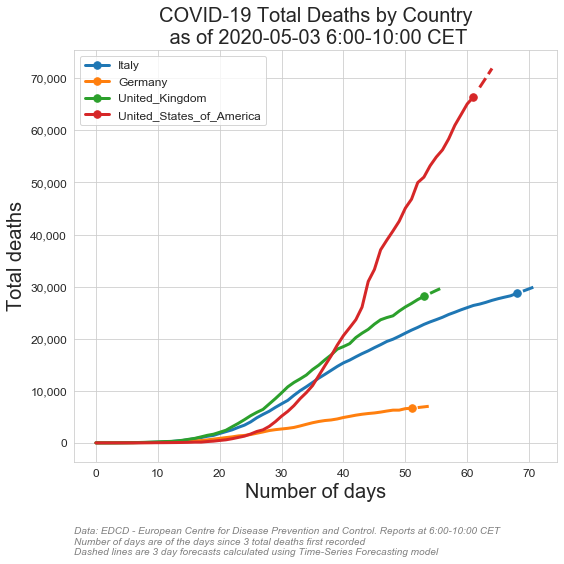 COVID-19 Total Deaths by Country
as of 2020-05-03 6:00-10:00 CET
Italy
Germany
United_Kingdom
United_States_of_America
Total deaths
70,000
60,000
50,000
40,000
30,000
20,000
10,000
0
0 10 20 30 40 50 60 70
Number of days
Data: EDCD - European Centre for Disease Prevention and Control. Reports at 6:00-10:00 CET
Number of days are of the days since 3 total deaths first recorded
Dashed lines are 3 day forecasts calculated using Time-Series Forecasting model